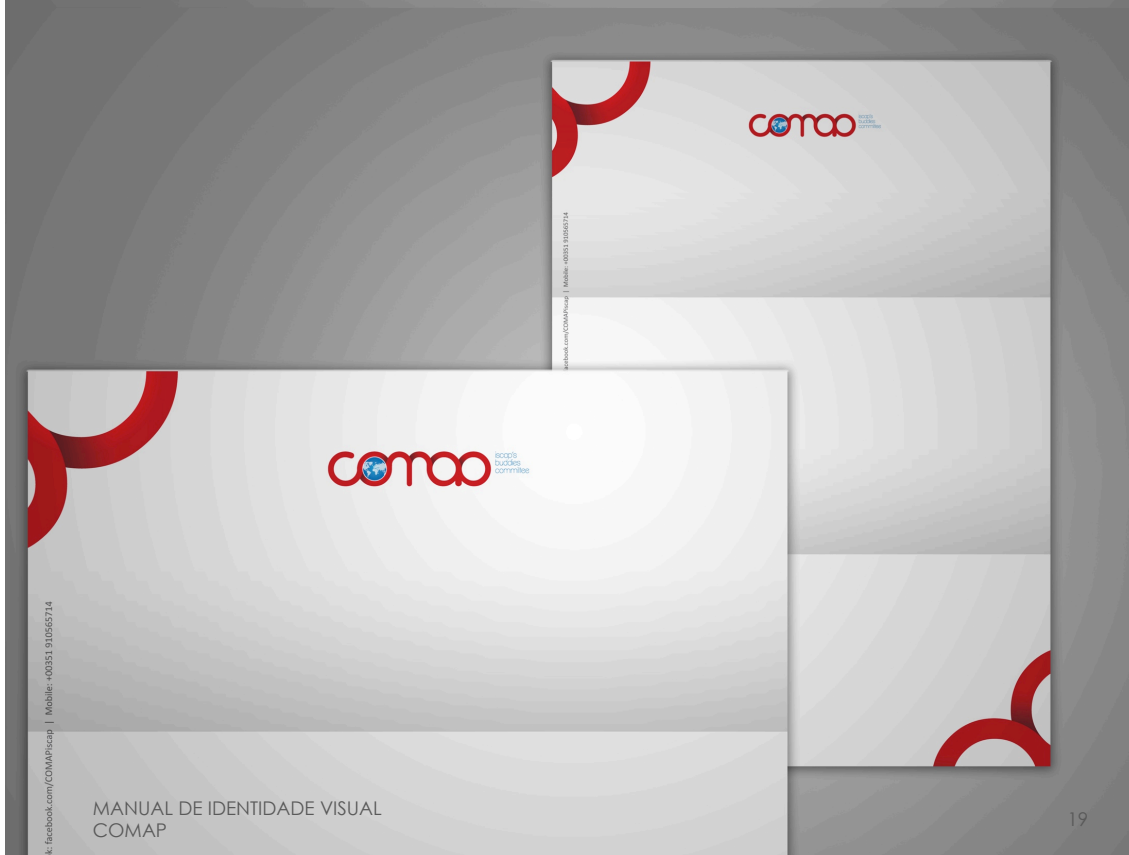 comap
iscap's
buddies
committee
facebook.com/COMAPiscap | Mobile: +00351 910565714
comap
iscap's
buddies
committee
k: facebook.com/COMAPiscap | Mobile: +00351 910565714
MANUAL DE IDENTIDADE VISUAL
COMAP
19